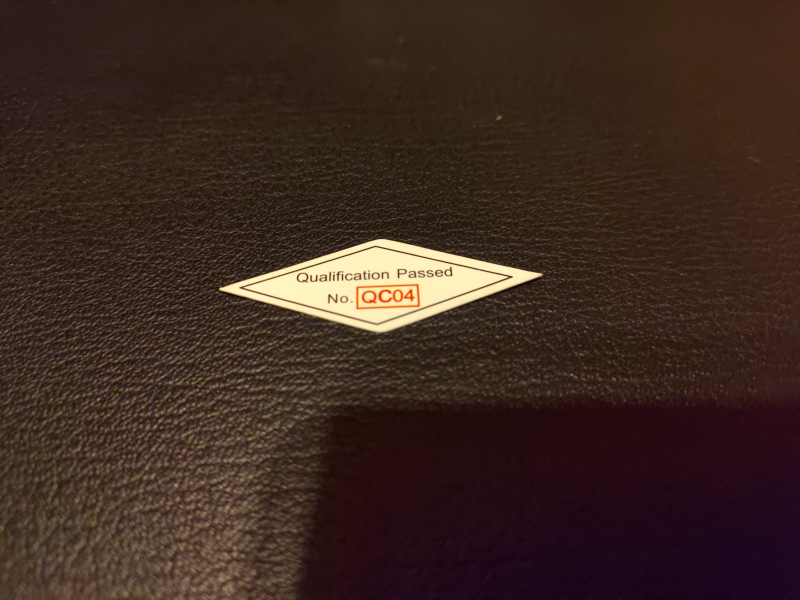 Qualification Passed
No. QC04